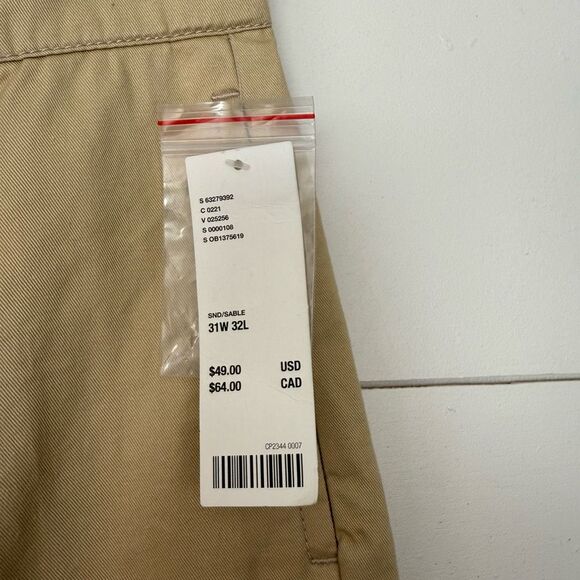 S 63279392
C 0221
V 025256
S 0000108
S OB1375619
SND/SABLE
31W 32L
$49.00 USD
$64.00 CAD
CP2344 0007